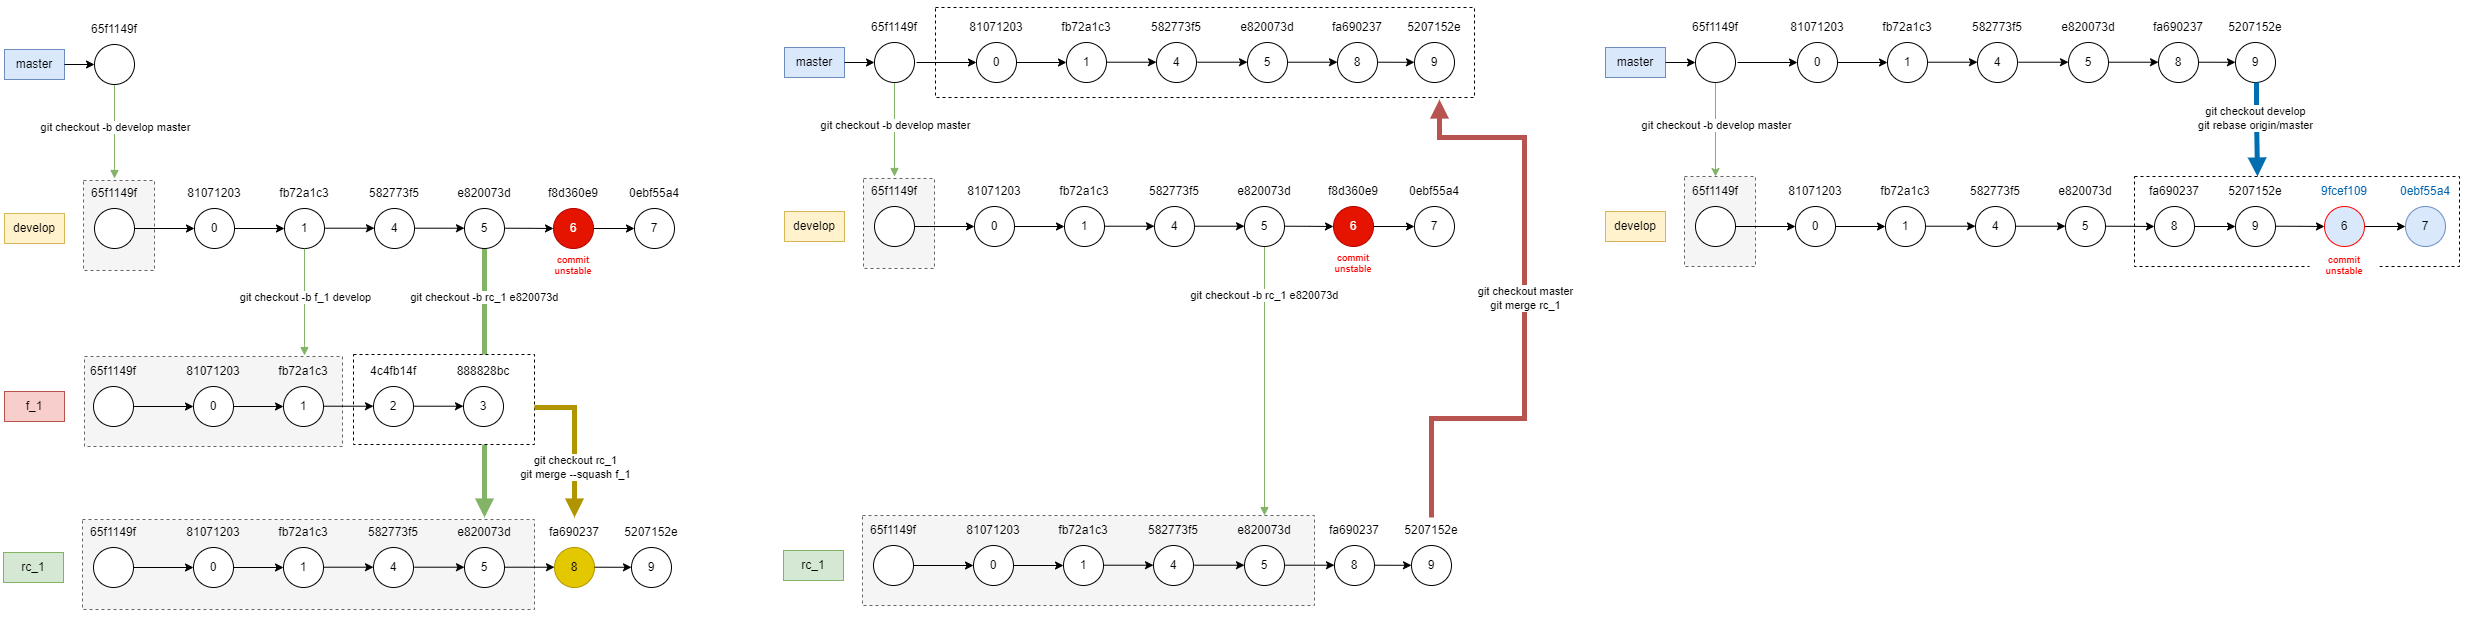 65f1149f
master
git checkout -b develop master
65f1149f 81071203 fb72a1c3 582773f5 e820073d f8d360e9 0ebf55a4
develop 0 1 4 5 6 7
commit
unstable
git checkout -b f_1 develop git checkout -b rc_1 e820073d
65f1149f 81071203 fb72a1c3 4c4fb14f 888828bc
f_1 0 1 2 3
git checkout rc_1
git merge --squash f_1
65f1149f 81071203 fb72a1c3 582773f5 e820073d fa690237 5207152e
rc_1 0 1 4 5 8 9
65f1149f 81071203 fb72a1c3 582773f5 e820073d fa690237 5207152e
master 0 1 4 5 8 9
git checkout -b develop master
65f1149f 81071203 fb72a1c3 582773f5 e820073d f8d360e9 0ebf55a4
develop 0 1 4 5 6 7
commit
unstable
git checkout -b rc_1 e820073d
git checkout master
git merge rc_1
65f1149f 81071203 fb72a1c3 582773f5 e820073d fa690237 5207152e
rc_1 0 1 4 5 8 9
65f1149f 81071203 fb72a1c3 582773f5 e820073d fa690237 5207152e
master 0 1 4 5 8 9
git checkout -b develop master
git checkout develop
git rebase origin/master
65f1149f 81071203 fb72a1c3 582773f5 e820073d fa690237 5207152e 9fcef109 0ebf55a4
develop 0 1 4 5 8 9 6 7
commit
unstable